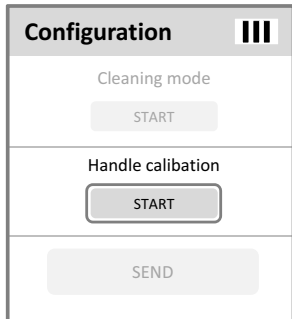 Configuration
Cleaning mode
START
Handle calibation
START
SEND